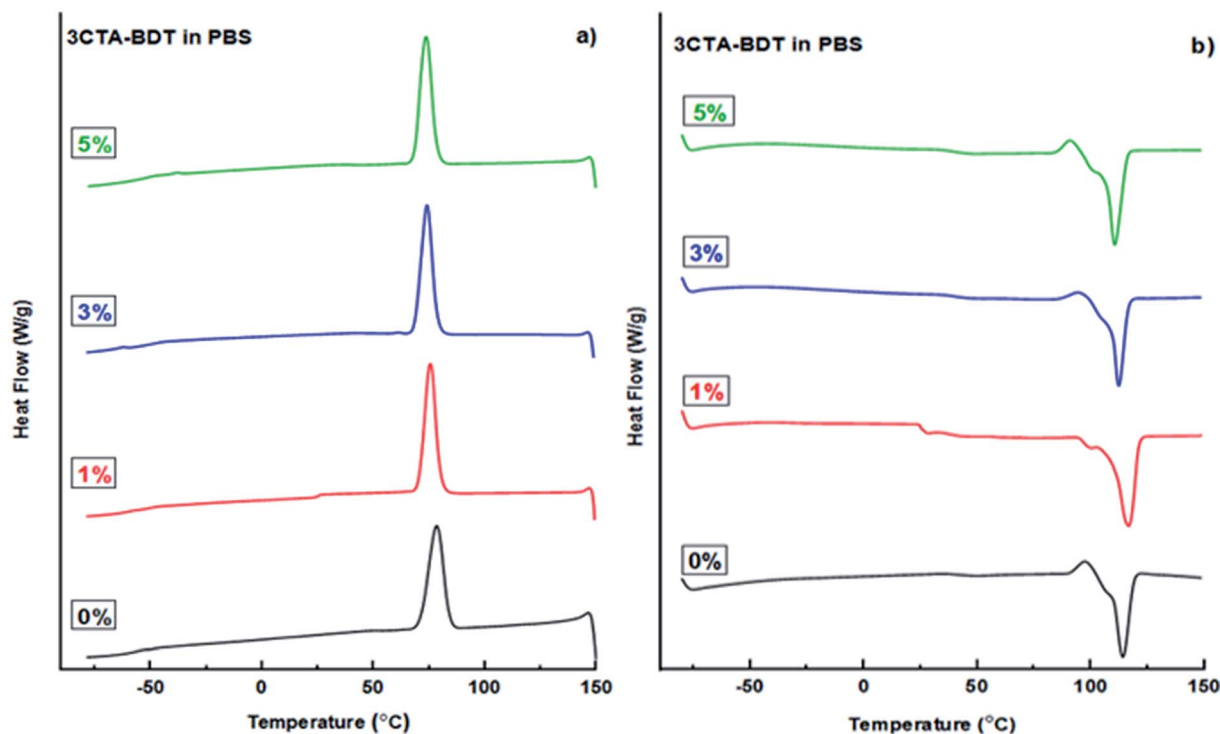 3CTA-BDT in PBS
a)
5%
3%
1%
0%
Heat Flow (W/g)
-50
0
50
100
150
Temperature (°C)
3CTA-BDT in PBS
b)
5%
3%
1%
0%
Heat Flow (W/g)
-50
0
50
100
150
Temperature (°C)